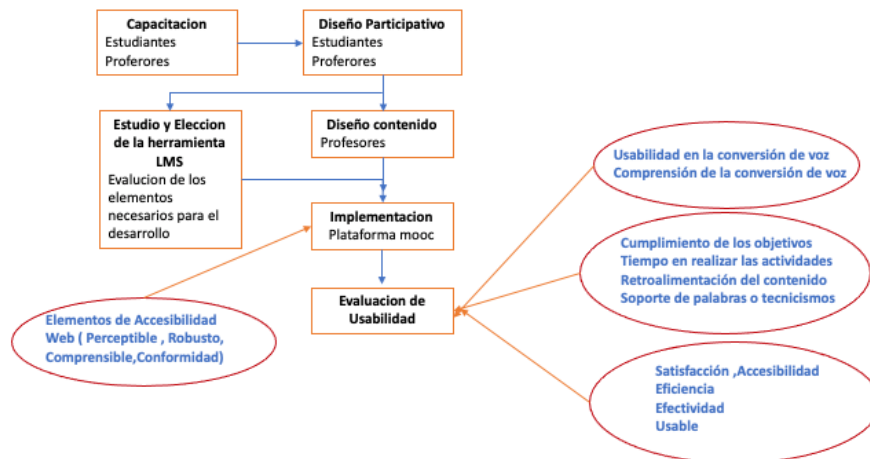 Capacitacion
Estudiantes
Proferores
Diseño Participativo
Estudiantes
Proferores
Estudio y Eleccion
de la herramienta
LMS
Evalucion de los
elementos
necesarios para el
desarrollo
Diseño contenido
Profesores
Implementacion
Plataforma mooc
Evaluacion de
Usabilidad
Elementos de Accesibilidad
Web ( Perceptible , Robusto,
Comprensible,Conformidad)
Usabilidad en la conversión de voz
Comprensión de la conversión de voz
Cumplimiento de los objetivos
Tiempo en realizar las actividades
Retroalimentación del contenido
Soporte de palabras o tecnicismos
Satisfacción ,Accesibilidad
Eficiencia
Efectividad
Usable